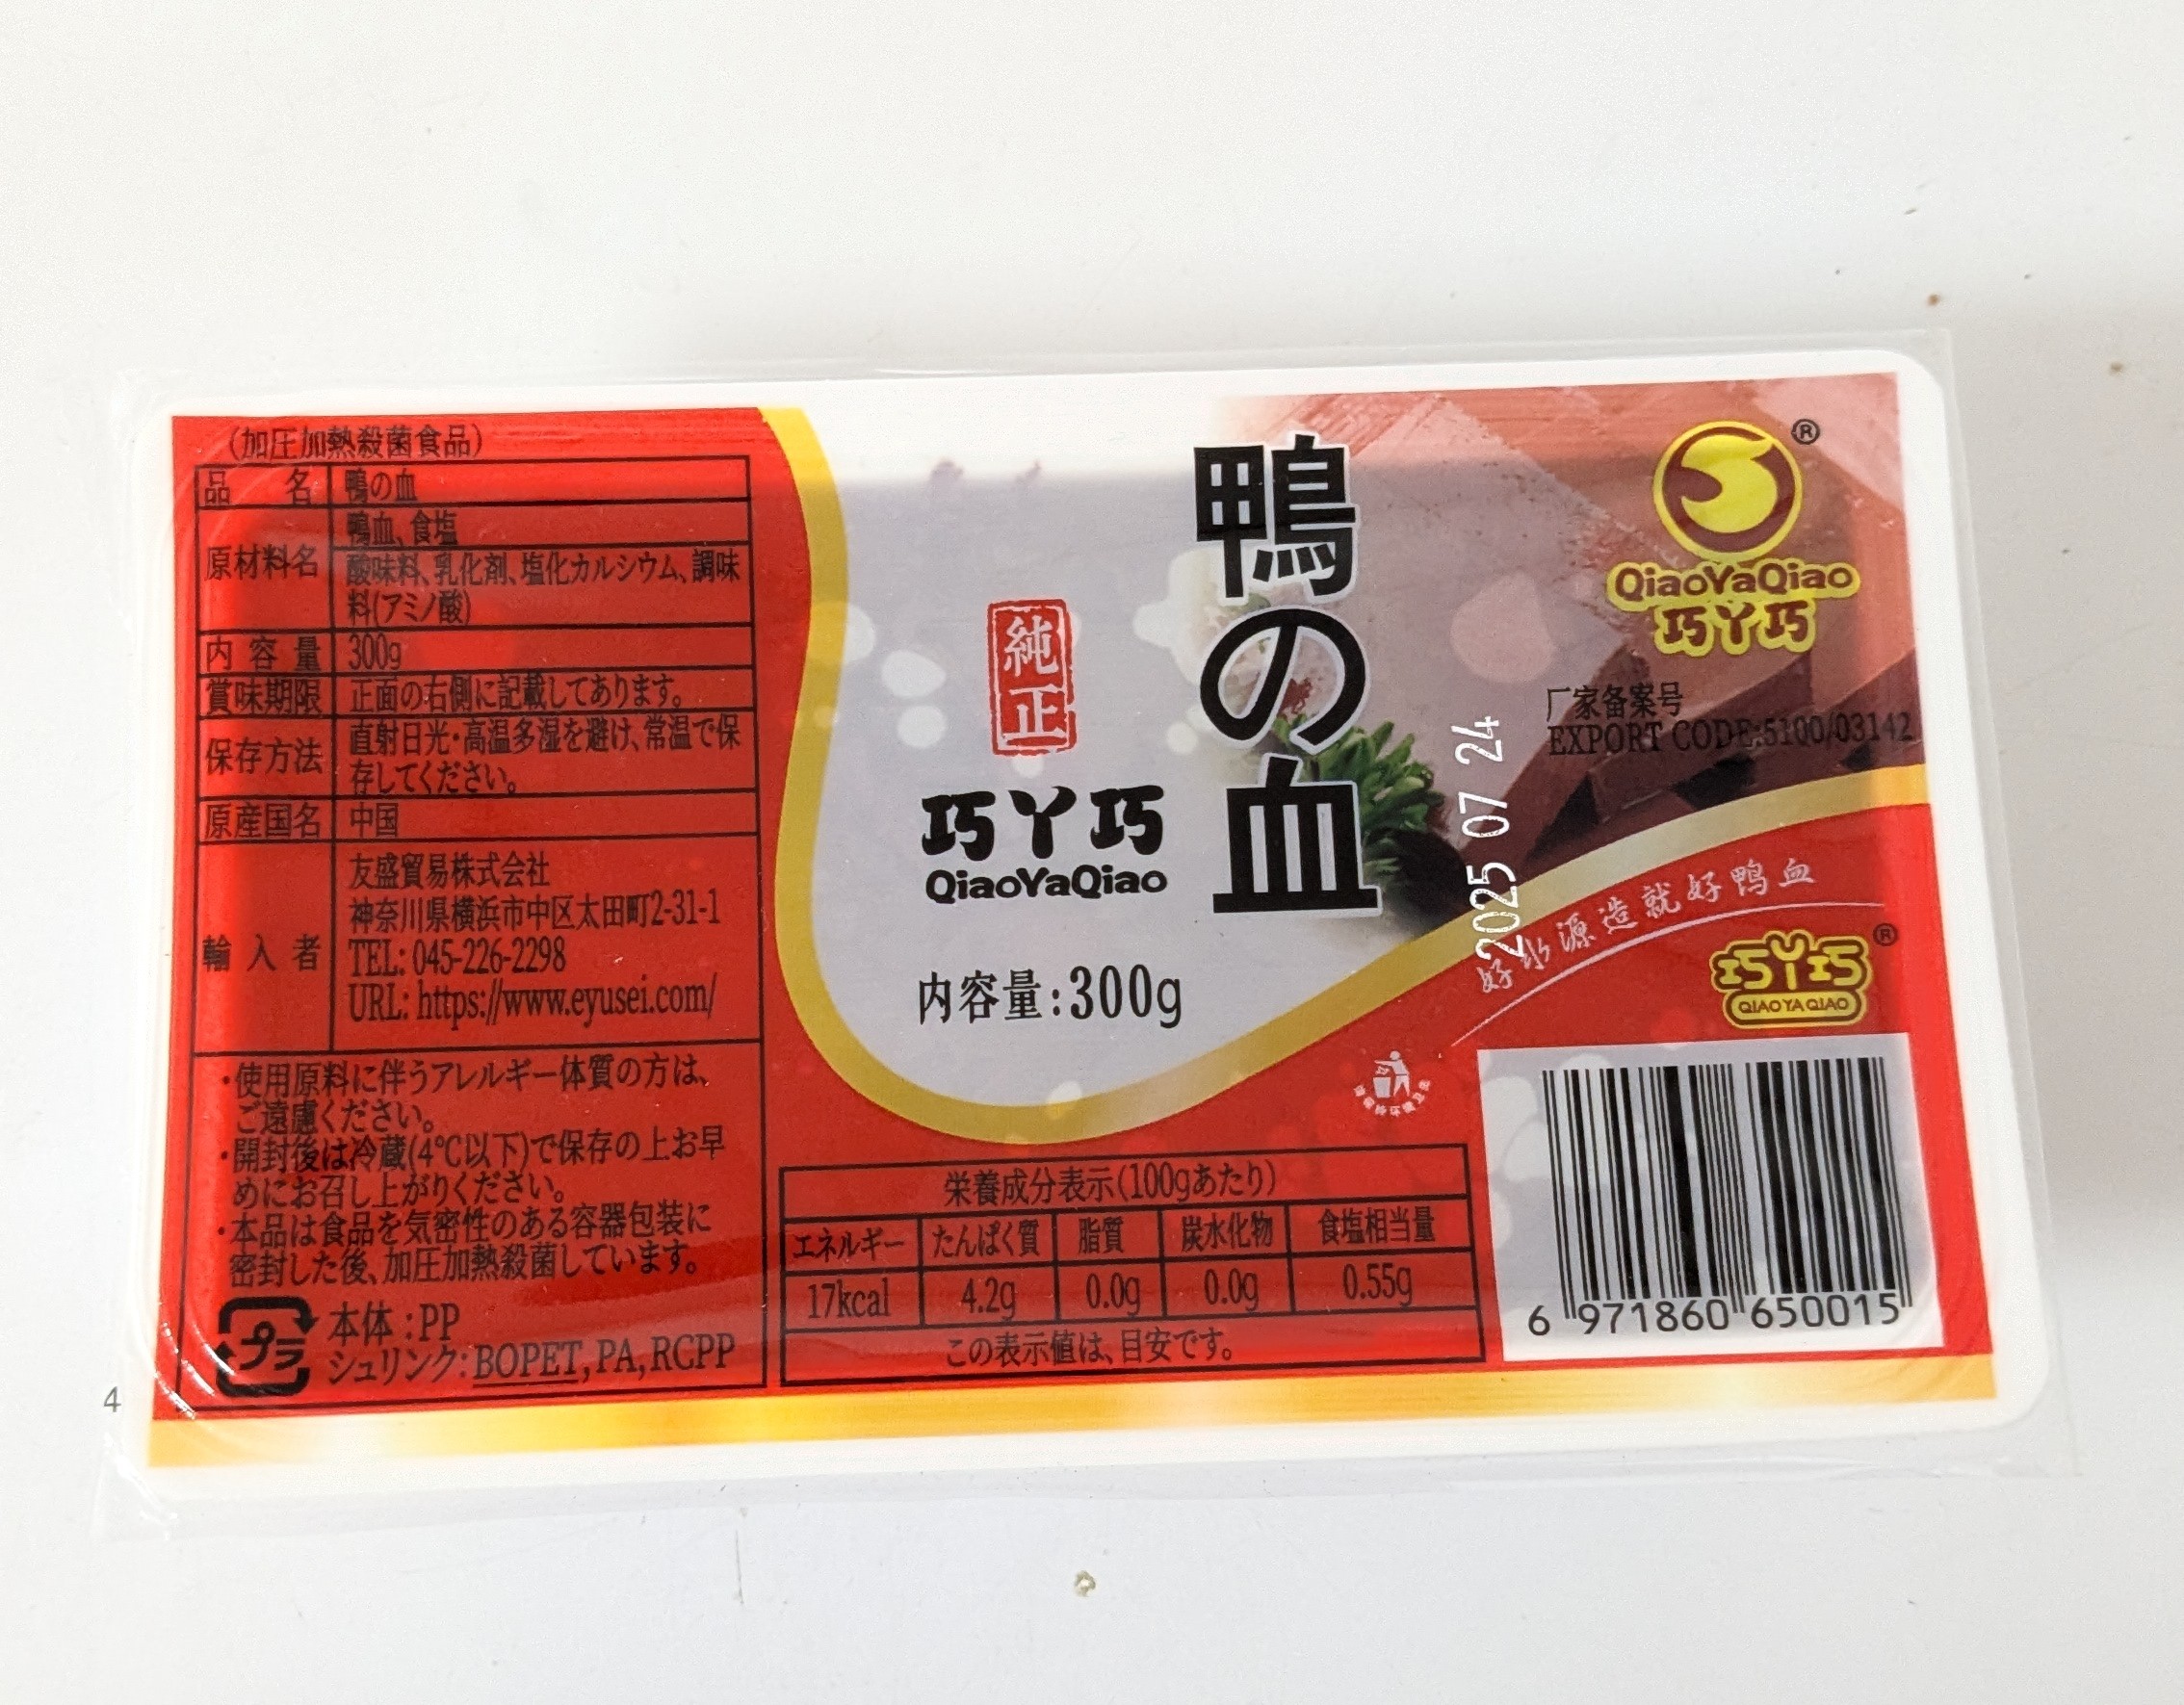 (加圧加熱殺菌食品)
品 名 鴨の血
原材料名 鴨血、食塩
酸味料、乳化剤、塩化カルシウム、調味
料(アミノ酸)
内容量 300g
賞味期限 正面の右側に記載してあります。
保存方法 直射日光・高温多湿を避け、常温で保
存してください。
原産国名 中国
輸入者 友盛貿易株式会社
神奈川県横浜市中区太田町2-31-1
TEL: 045-226-2298
URL: https://www.eyusei.com/
・使用原料に伴うアレルギー体質の方は、
ご遠慮ください。
・開封後は冷蔵(4℃以下)で保存の上お早
めにお召し上がりください。
・本品は食品を気密性のある容器包装に
密封した後、加圧加熱殺菌しています。
プラ
本体:PP
シュリンク:BOPET,PA,RCPP
純正
巧丫巧
QiaoYaQiao
内容量:300g
鴨の血
2025 07 24
®
QiaoYaQiao
巧丫巧
厂家备案号
EXPORT CODE:5100/03142
好水源造就好鸭血
巧丫巧
®
QIAO YA QIAO
栄養成分表示(100gあたり)
エネルギー たんぱく質 脂質 炭水化物 食塩相当量
17kcal 4.2g 0.0g 0.0g 0.55g
この表示値は、目安です。
6 971860 650015
4